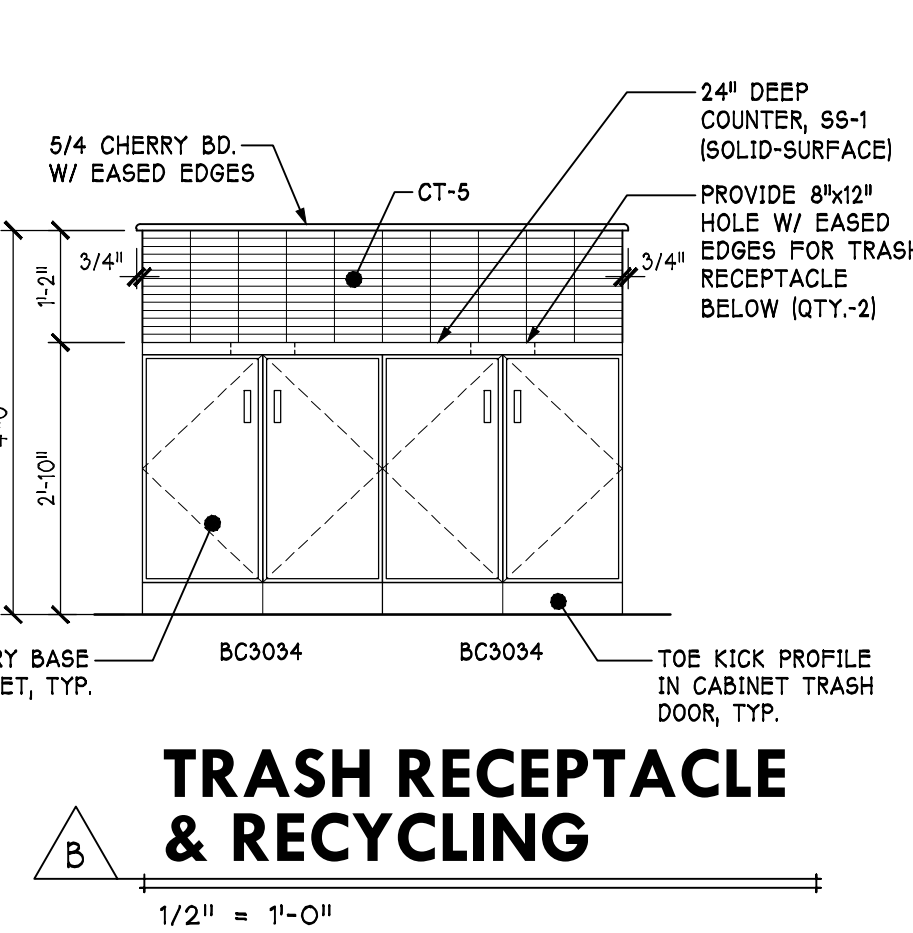 24" DEEP
COUNTER, SS-1
(SOLID-SURFACE)
5/4 CHERRY BD.
W/ EASED EDGES
CT-5
PROVIDE 8"x12"
HOLE W/ EASED
EDGES FOR TRASH
RECEPTACLE
BELOW (QTY.-2)
3/4"
3/4"
1'-2"
2'-10"
BASE
TYP.
BC3034
BC3034
TOE KICK PROFILE
IN CABINET TRASH
DOOR, TYP.
TRASH RECEPTACLE
& RECYCLING
B
1/2" = 1'-0"